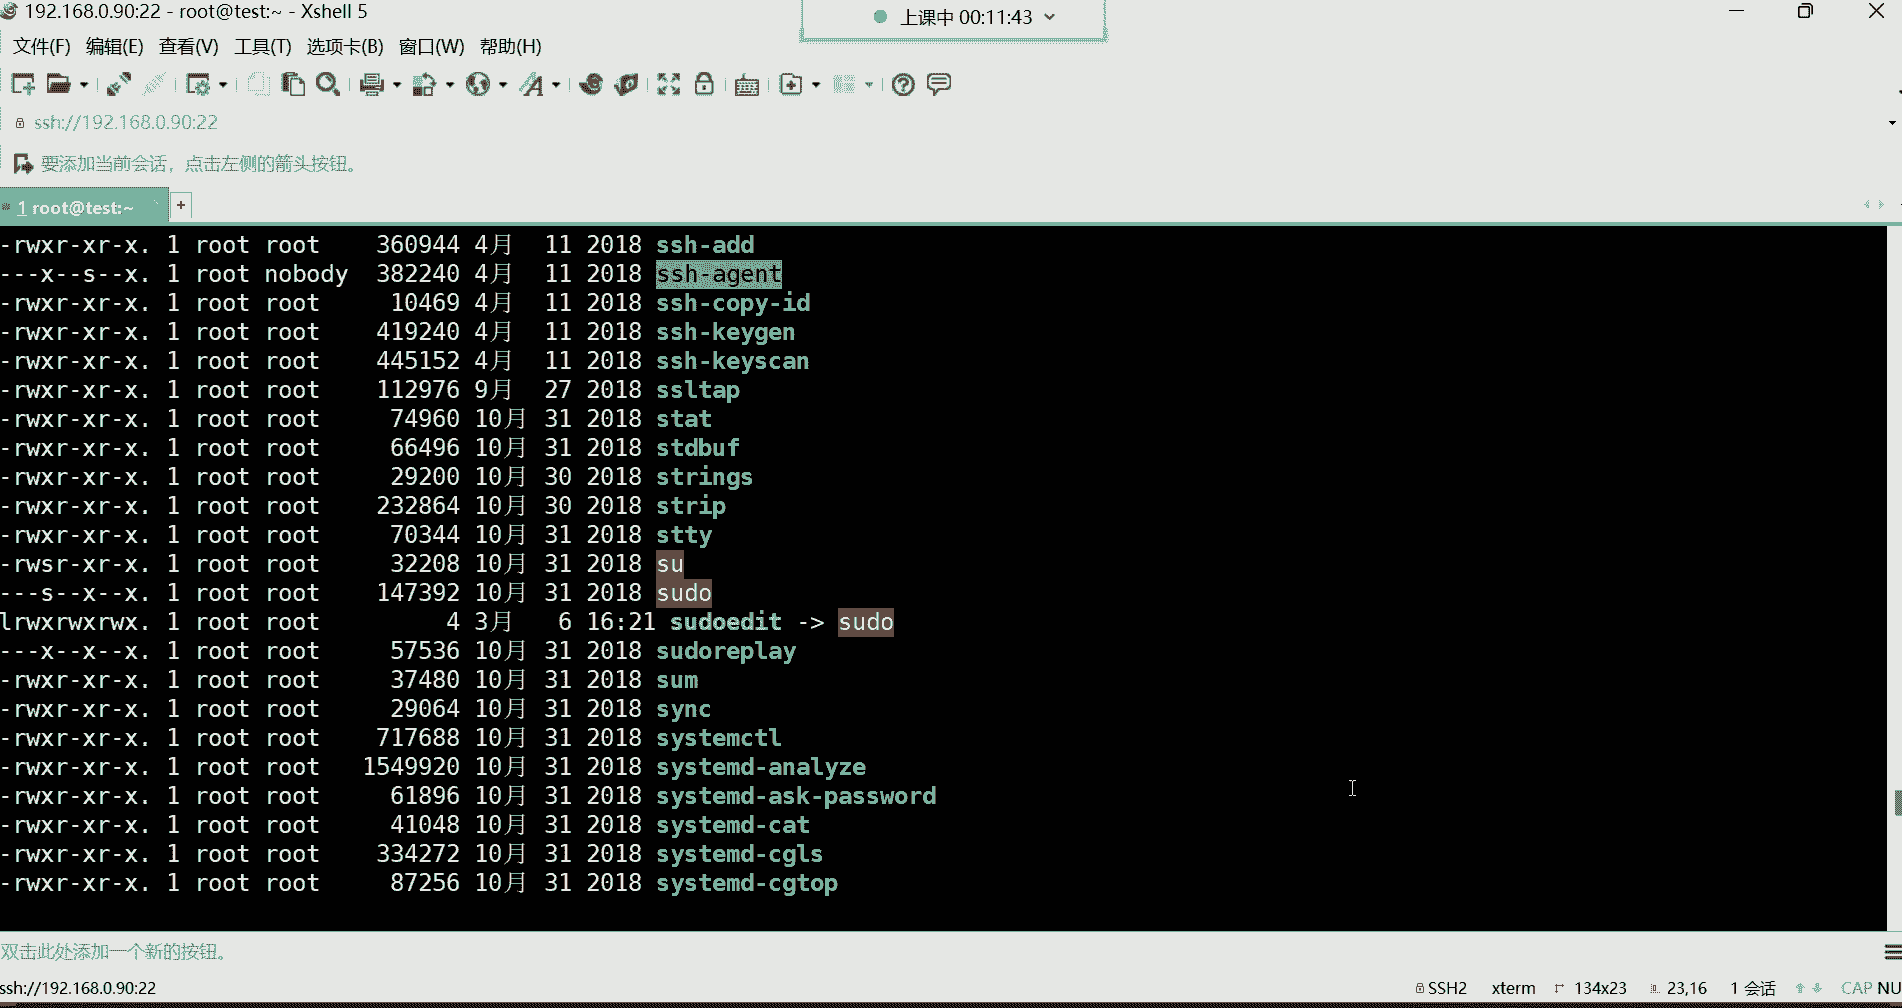 192.168.0.90:22 - root@test:~ - Xshell 5
上课中 00:11:43
文件(F) 编辑(E) 查看(V) 工具(T) 选项卡(B) 窗口(W) 帮助(H)
ssh://192.168.0.90:22
要添加当前会话，点击左侧的箭头按钮。
1 root@test:~
-rwxr-xr-x. 1 root root    360944 4月  11 2018 ssh-add
---x--s--x. 1 root nobody  382240 4月  11 2018 ssh-agent
-rwxr-xr-x. 1 root root     10469 4月  11 2018 ssh-copy-id
-rwxr-xr-x. 1 root root    419240 4月  11 2018 ssh-keygen
-rwxr-xr-x. 1 root root    445152 4月  11 2018 ssh-keyscan
-rwxr-xr-x. 1 root root    112976 9月  27 2018 ssltap
-rwxr-xr-x. 1 root root     74960 10月 31 2018 stat
-rwxr-xr-x. 1 root root     66496 10月 31 2018 stdbuf
-rwxr-xr-x. 1 root root     29200 10月 30 2018 strings
-rwxr-xr-x. 1 root root    232864 10月 30 2018 strip
-rwxr-xr-x. 1 root root     70344 10月 31 2018 stty
-rwsr-xr-x. 1 root root     32208 10月 31 2018 su
---s--x--x. 1 root root    147392 10月 31 2018 sudo
lrwxrwxrwx. 1 root root         4 3月   6 16:21 sudoedit -> sudo
---x--x--x. 1 root root     57536 10月 31 2018 sudoreplay
-rwxr-xr-x. 1 root root     37480 10月 31 2018 sum
-rwxr-xr-x. 1 root root     29064 10月 31 2018 sync
-rwxr-xr-x. 1 root root    717688 10月 31 2018 systemctl
-rwxr-xr-x. 1 root root   1549920 10月 31 2018 systemd-analyze
-rwxr-xr-x. 1 root root     61896 10月 31 2018 systemd-ask-password
-rwxr-xr-x. 1 root root     41048 10月 31 2018 systemd-cat
-rwxr-xr-x. 1 root root    334272 10月 31 2018 systemd-cgls
-rwxr-xr-x. 1 root root     87256 10月 31 2018 systemd-cgtop
双击此处添加一个新的按钮。
ssh://192.168.0.90:22 SSH2 xterm 134x23 23,16 1 会话 CAP NU